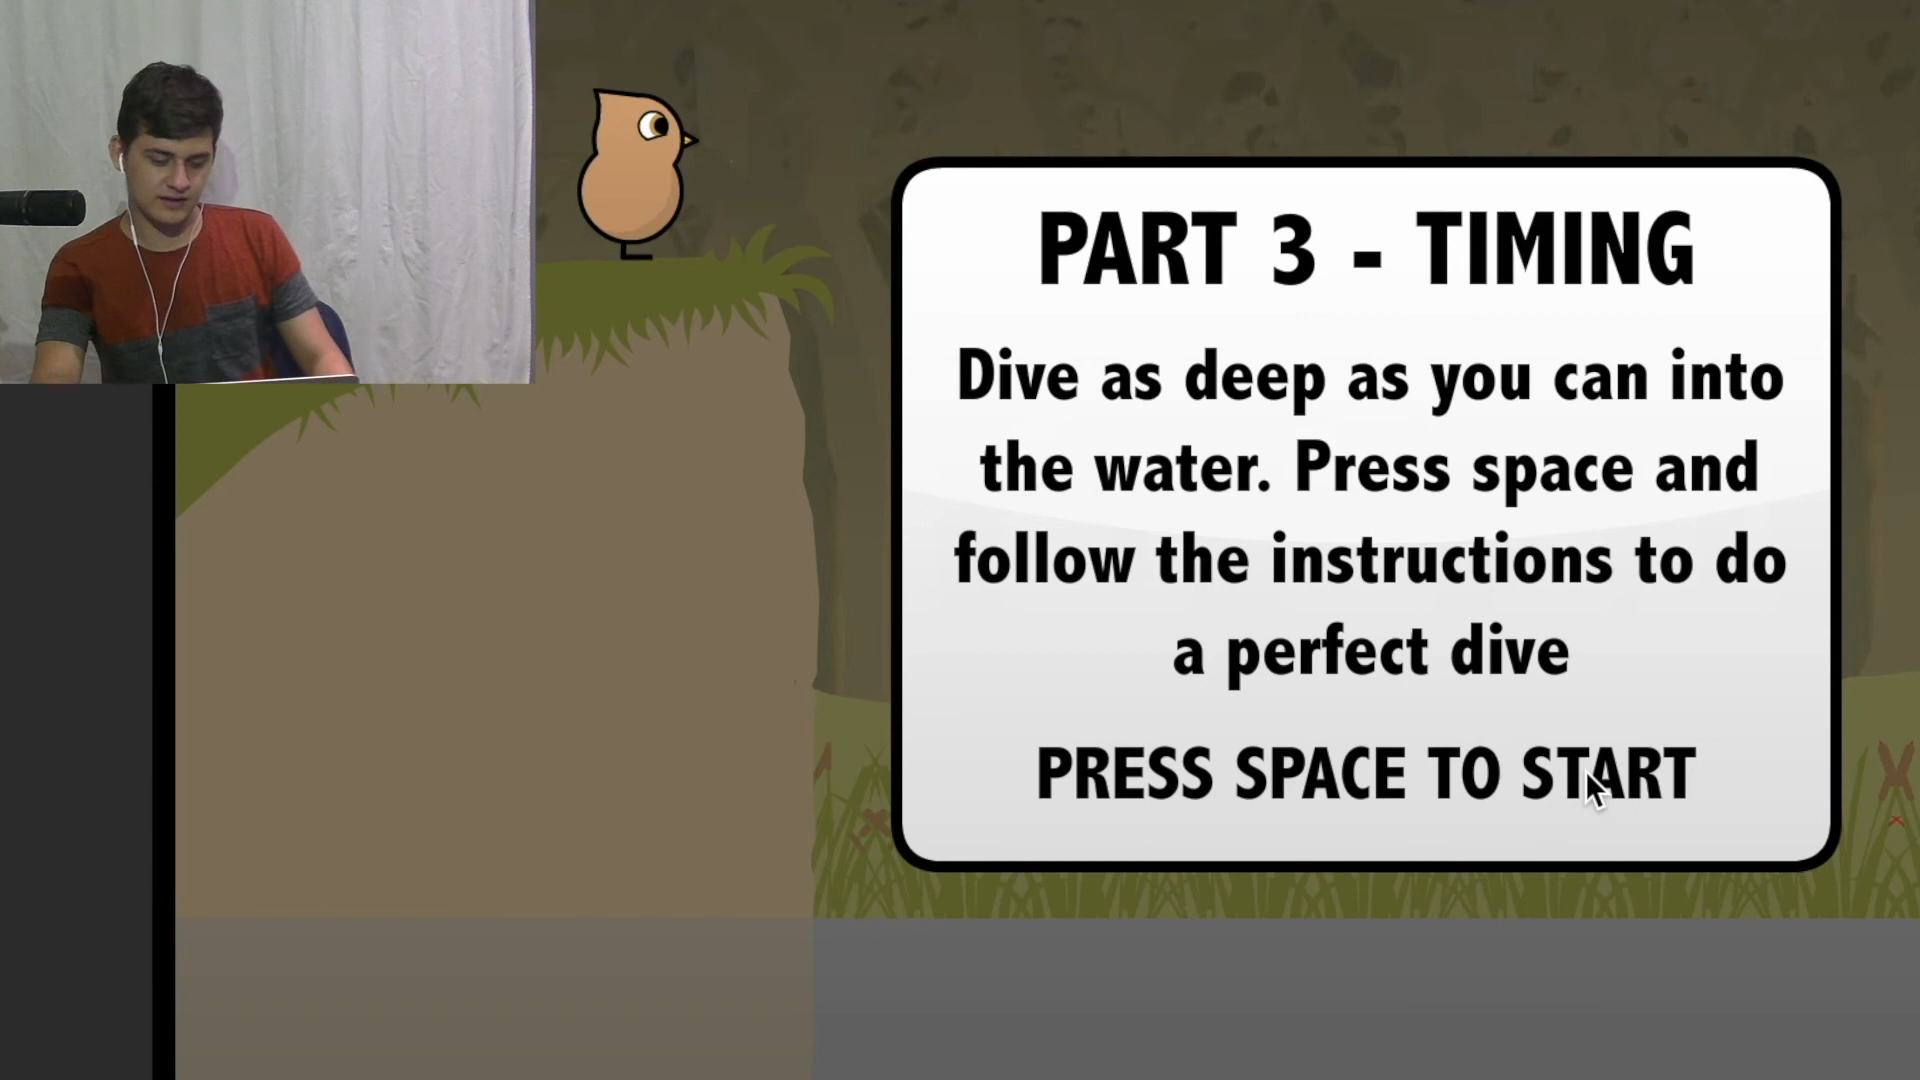 PART 3 - TIMING
Dive as deep as you can into
the water. Press space and
follow the instructions to do
a perfect dive
PRESS SPACE TO START